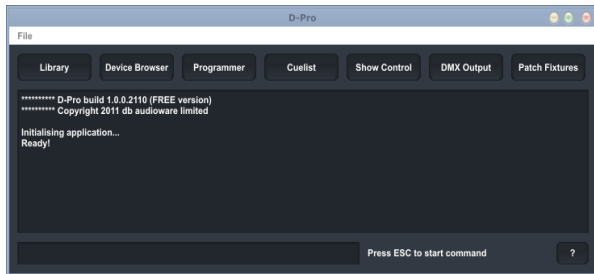 D-Pro
File
Library Device Browser Programmer Cuelist Show Control DMX Output Patch Fixtures
********** D-Pro build 1.0.0.2110 (FREE version)
********** Copyright 2011 db audioware limited
Initialising application...
Ready!
Press ESC to start command ?